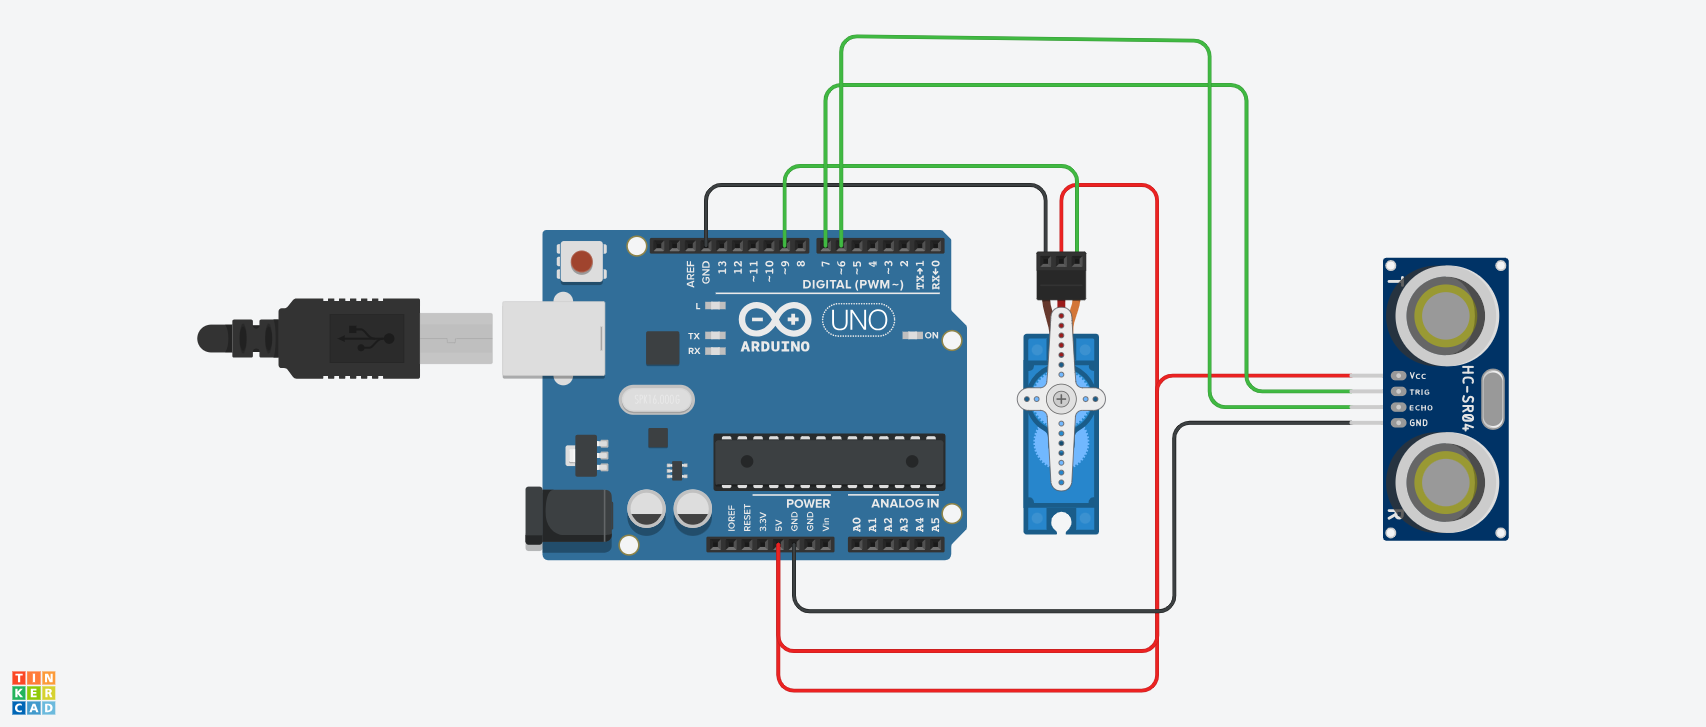 AREF
GND
13
12
~11
~10
~9
8
7
~6
~5
4
~3
2
TX→1
RX←0
DIGITAL (PWM~)
L
TX
RX
ARDUINO
UNO
ON
SPK16.000G
POWER
ANALOG IN
IOREF
RESET
3.3V
5V
GND
GND
Vin
A0
A1
A2
A3
A4
A5
T
VCC
TRIG
ECHO
GND
HC-SR04
R
TIN
KER
CAD